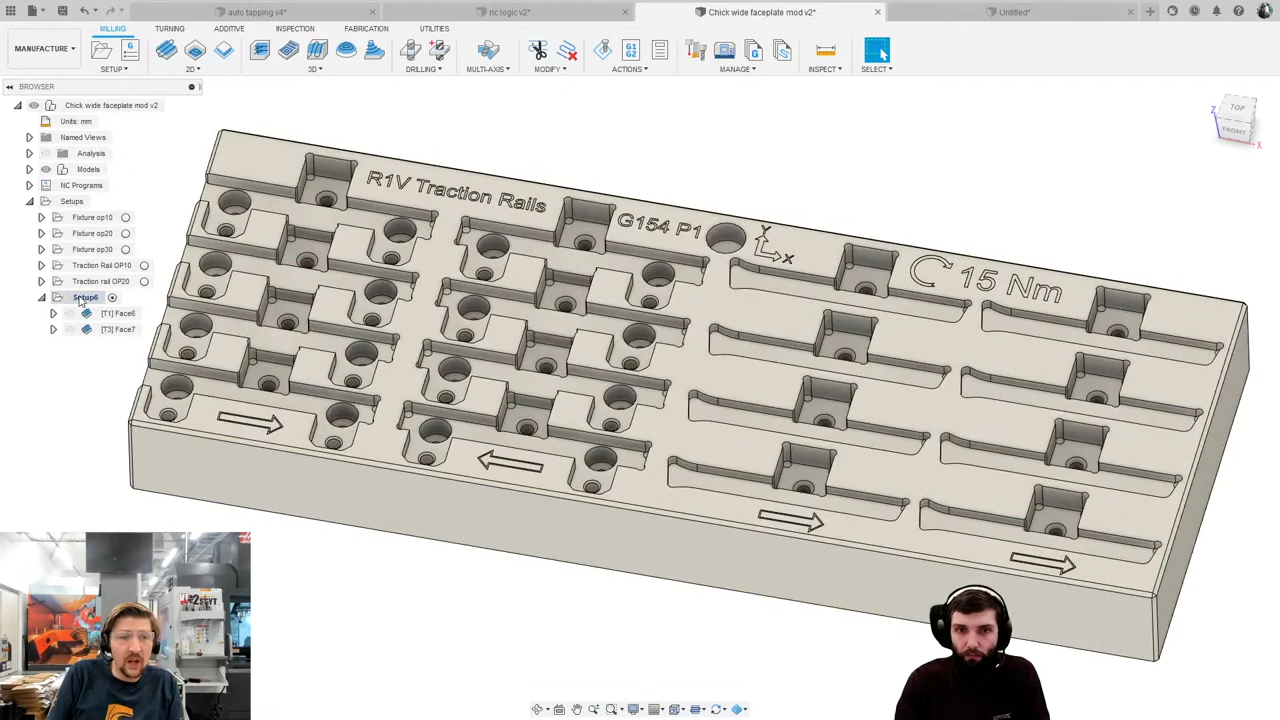 auto tapping v4*
nc logic v2*
Chick wide faceplate mod v2*
Untitled*
MILLING
TURNING
ADDITIVE
INSPECTION
FABRICATION
UTILITIES
MANUFACTURE
SETUP
2D
3D
DRILLING
MULTI-AXIS
MODIFY
ACTIONS
MANAGE
INSPECT
SELECT
G1
G2
BROWSER
Chick wide faceplate mod v2
Units: mm
Named Views
Analysis
Models
NC Programs
Setups
Fixture op10
Fixture op20
Fixture op30
Traction Rail OP10
Traction rail OP20
Setup6
[T1] Face6
[T3] Face7
R1V Traction Rails
G154 P1
Y
X
15 Nm
TOP
FRONT
Z
X